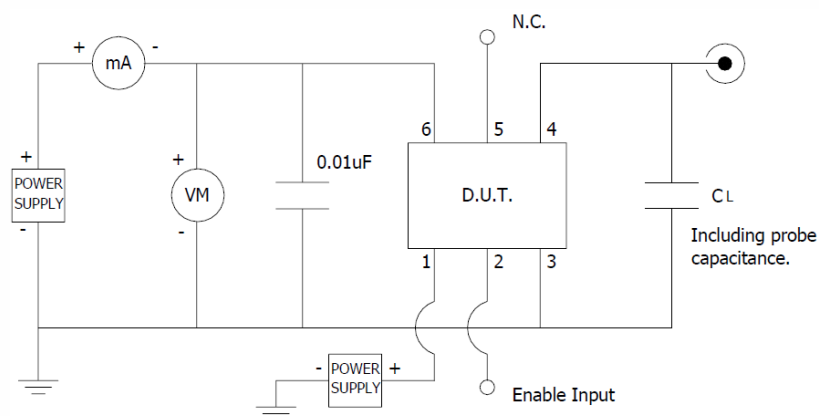 N.C.
+ -
mA
6 5 4
+
POWER
SUPPLY
-
+
VM
-
0.01uF
D.U.T.
CL
Including probe
capacitance.
1 2 3
- POWER
SUPPLY +
Enable Input